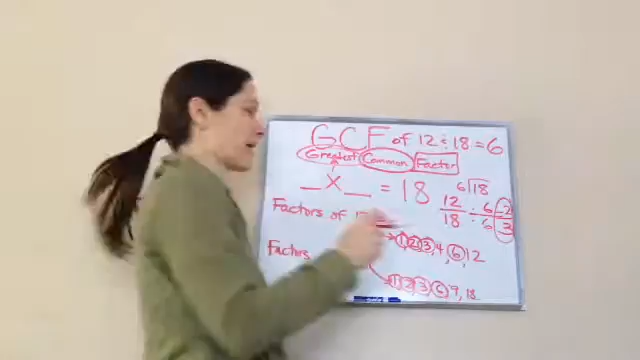 GCF of 12 & 18 = 6
Greatest Common Factor
_ X _ = 18
6 18
12 ÷ 6 2
18 ÷ 6 3
Factors of
1, 2, 3, 4, 6, 12
Factors
1, 2, 3, 6, 9, 18